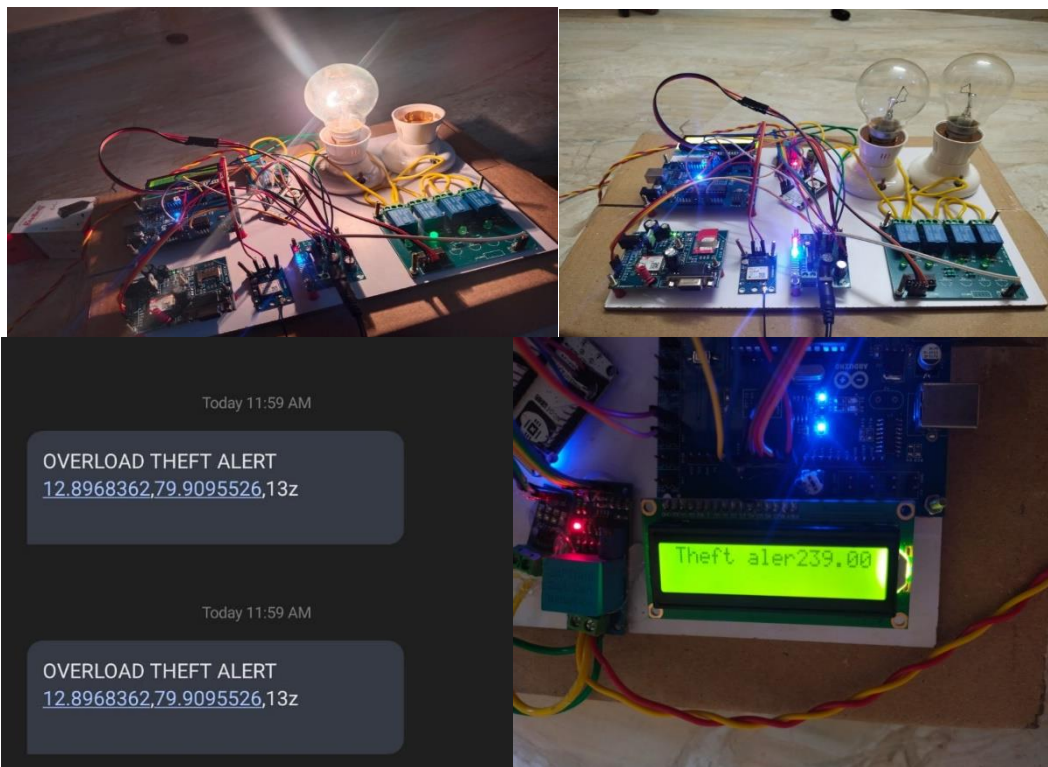 Today 11:59 AM
OVERLOAD THEFT ALERT
12.8968362,79.9095526,13z
Today 11:59 AM
OVERLOAD THEFT ALERT
12.8968362,79.9095526,13z
ARDUINO
Theft aler239.00